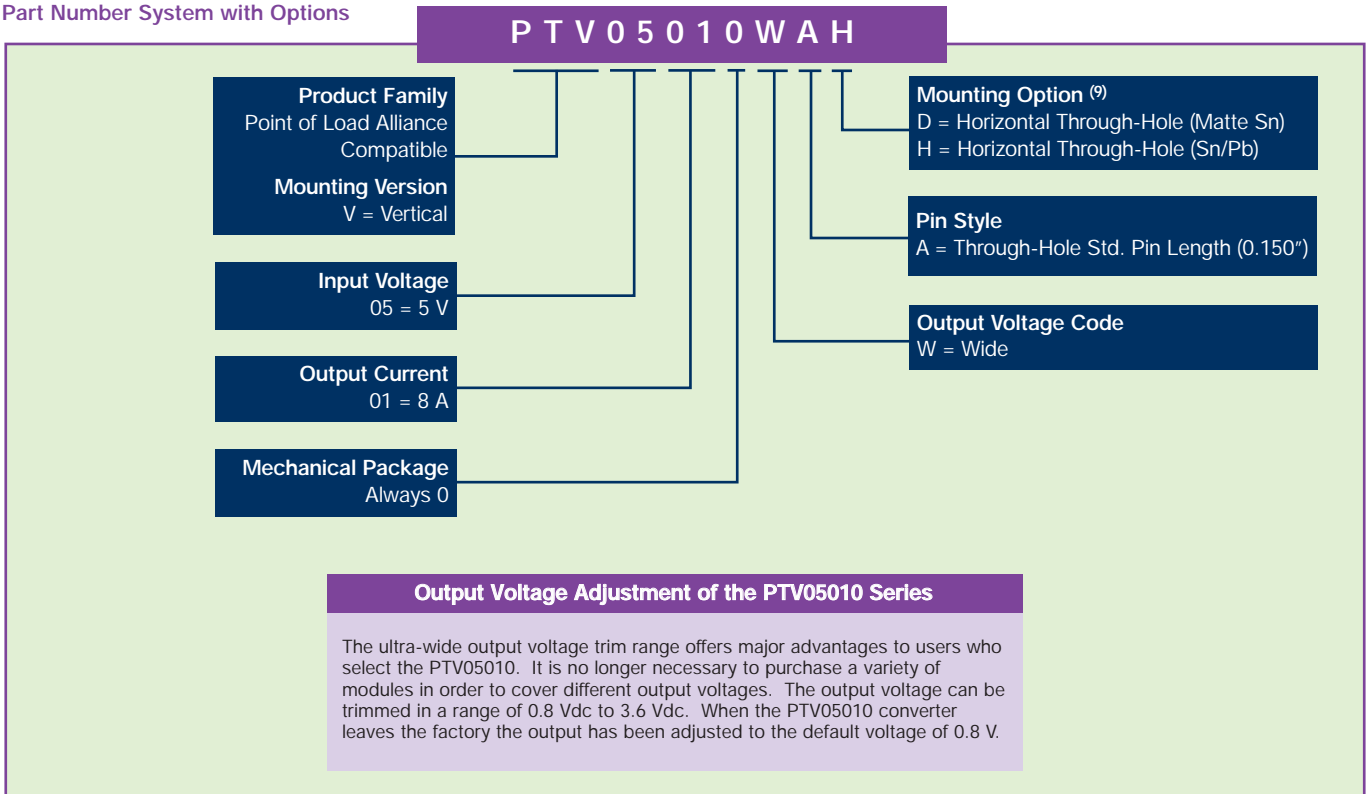 Part Number System with Options
P T V 0 5 0 1 0 W A H
Product Family
Point of Load Alliance
Compatible
Mounting Version
V = Vertical
Input Voltage
05 = 5 V
Output Current
01 = 8 A
Mechanical Package
Always 0
Mounting Option (9)
D = Horizontal Through-Hole (Matte Sn)
H = Horizontal Through-Hole (Sn/Pb)
Pin Style
A = Through-Hole Std. Pin Length (0.150″)
Output Voltage Code
W = Wide
Output Voltage Adjustment of the PTV05010 Series
The ultra-wide output voltage trim range offers major advantages to users who
select the PTV05010. It is no longer necessary to purchase a variety of
modules in order to cover different output voltages. The output voltage can be
trimmed in a range of 0.8 Vdc to 3.6 Vdc. When the PTV05010 converter
leaves the factory the output has been adjusted to the default voltage of 0.8 V.